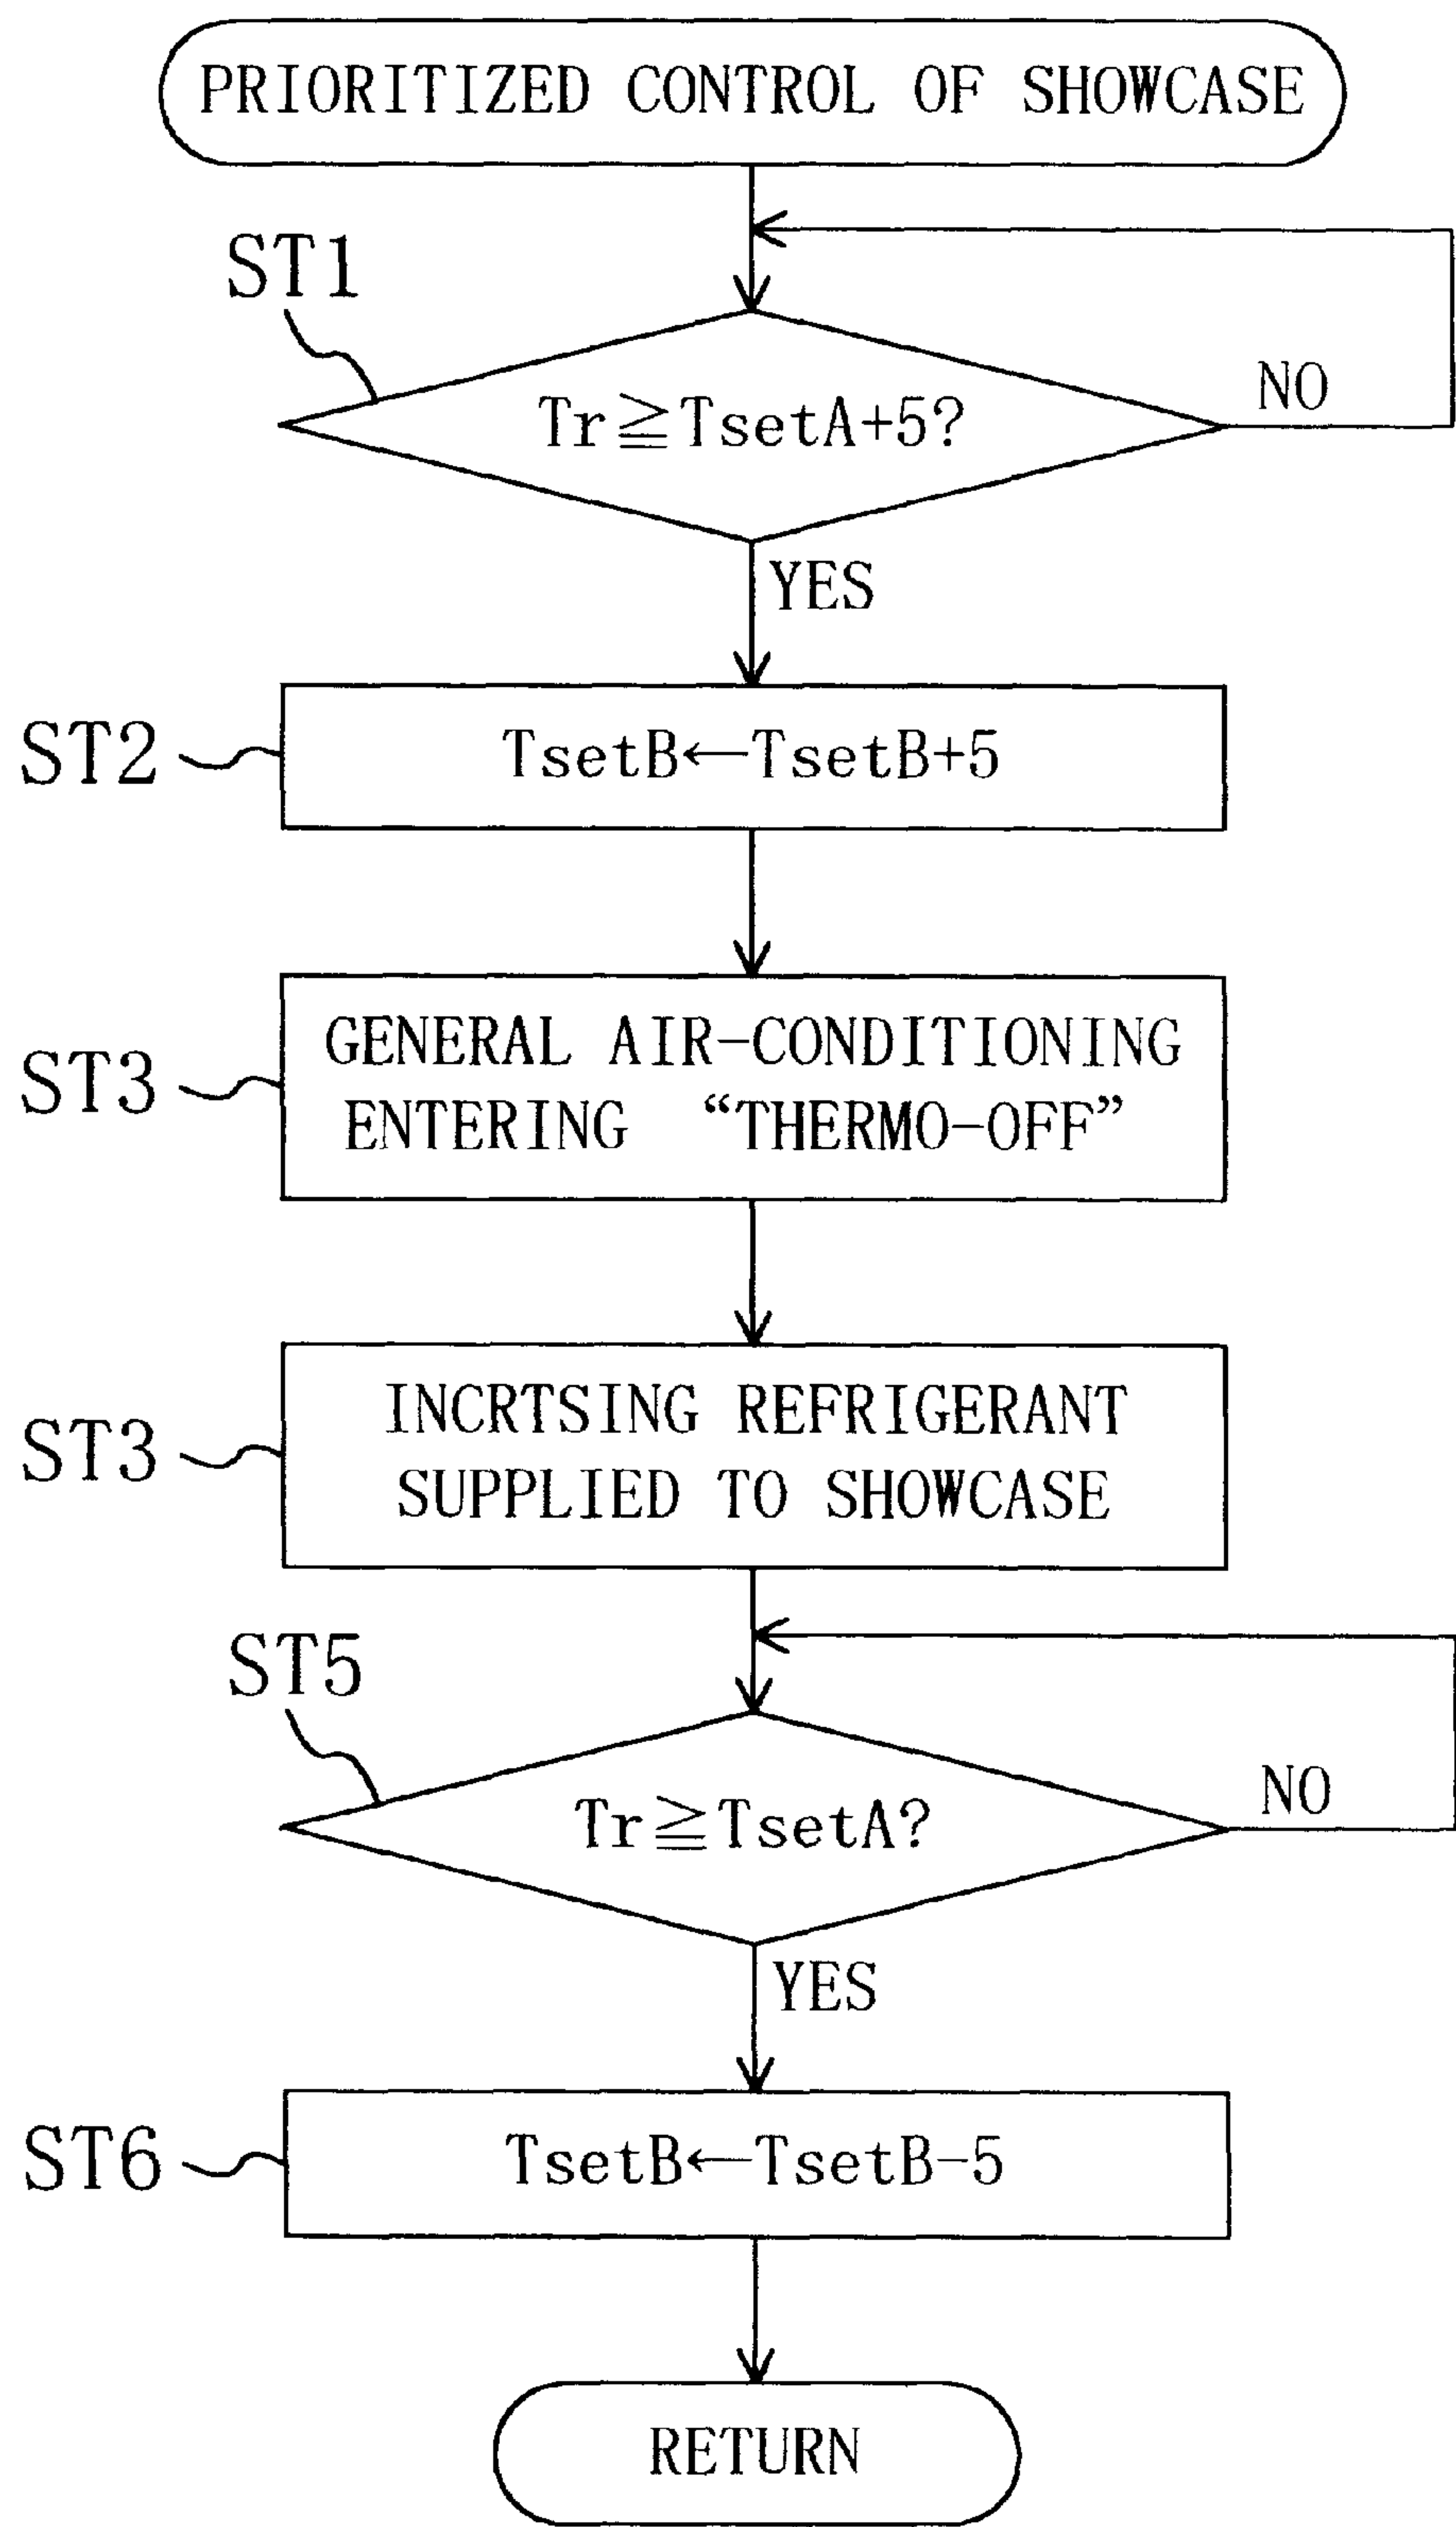 PRIORITIZED CONTROL OF SHOWCASE
ST1
Tr≧TsetA+5?
NO
YES
ST2
TsetB←TsetB+5
ST3
GENERAL AIR-CONDITIONING
ENTERING “THERMO-OFF”
ST3
INCRTSING REFRIGERANT
SUPPLIED TO SHOWCASE
ST5
Tr≧TsetA?
NO
YES
ST6
TsetB←TsetB-5
RETURN